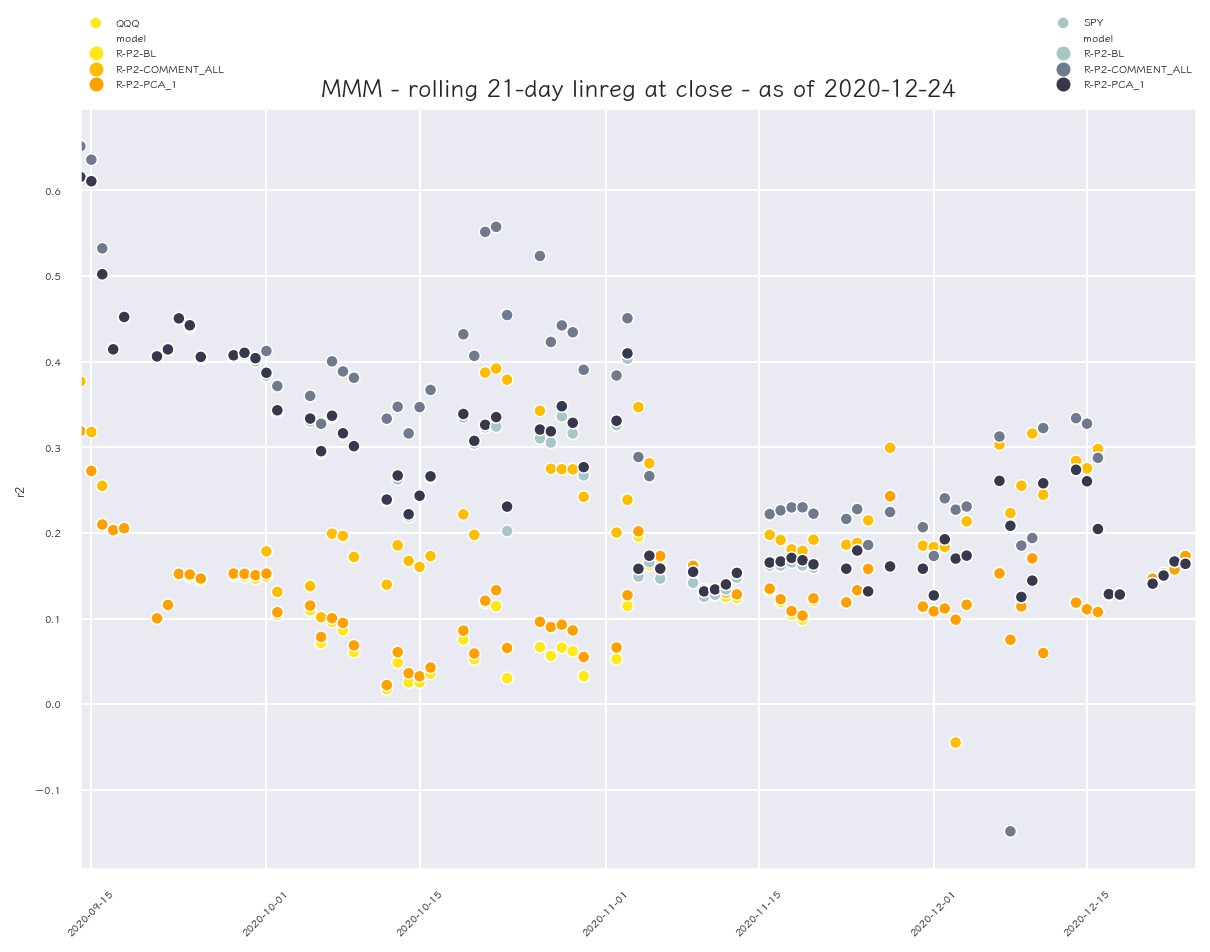 QQQ
model
R-P2-BL
R-P2-COMMENT_ALL
R-P2-PCA_1
SPY
model
R-P2-BL
R-P2-COMMENT_ALL
R-P2-PCA_1
MMM - rolling 21-day linreg at close - as of 2020-12-24
0.6
0.5
0.4
0.3
0.2
0.1
0.0
−0.1
r2
2020-09-15
2020-10-01
2020-10-15
2020-11-01
2020-11-15
2020-12-01
2020-12-15